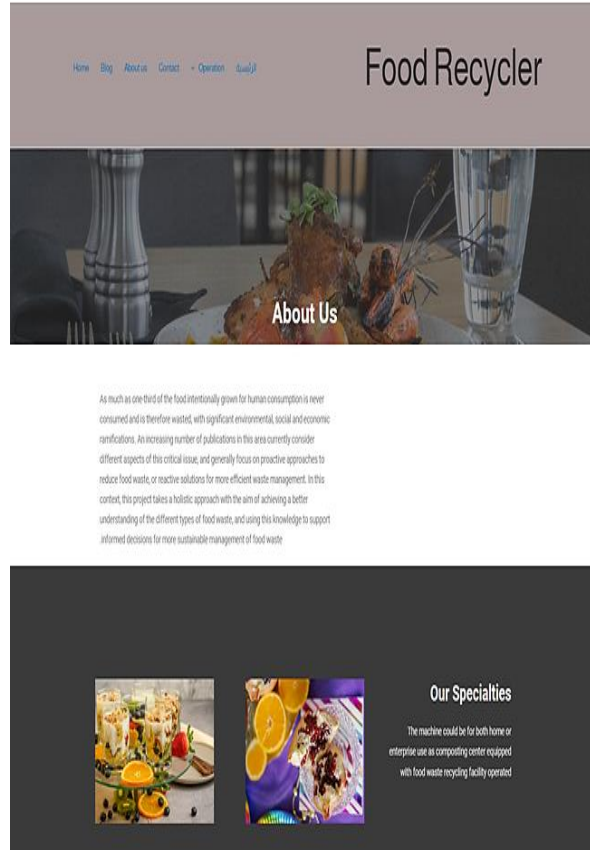 Home Blog About us Contact Operation الرئيسية
Food Recycler
About Us
As much as one-third of the food intentionally grown for human consumption is never
consumed and is therefore wasted, with significant environmental, social and economic
ramifications. An increasing number of publications in this area currently consider
different aspects of this critical issue, and generally focus on proactive approaches to
reduce food waste, or reactive solutions for more efficient waste management. In this
context, this project takes a holistic approach with the aim of achieving a better
understanding of the different types of food waste, and using this knowledge to support
.informed decisions for more sustainable management of food waste
Our Specialties
The machine could be for both home or
enterprise use as composting center equipped
with food waste recycling facility operated